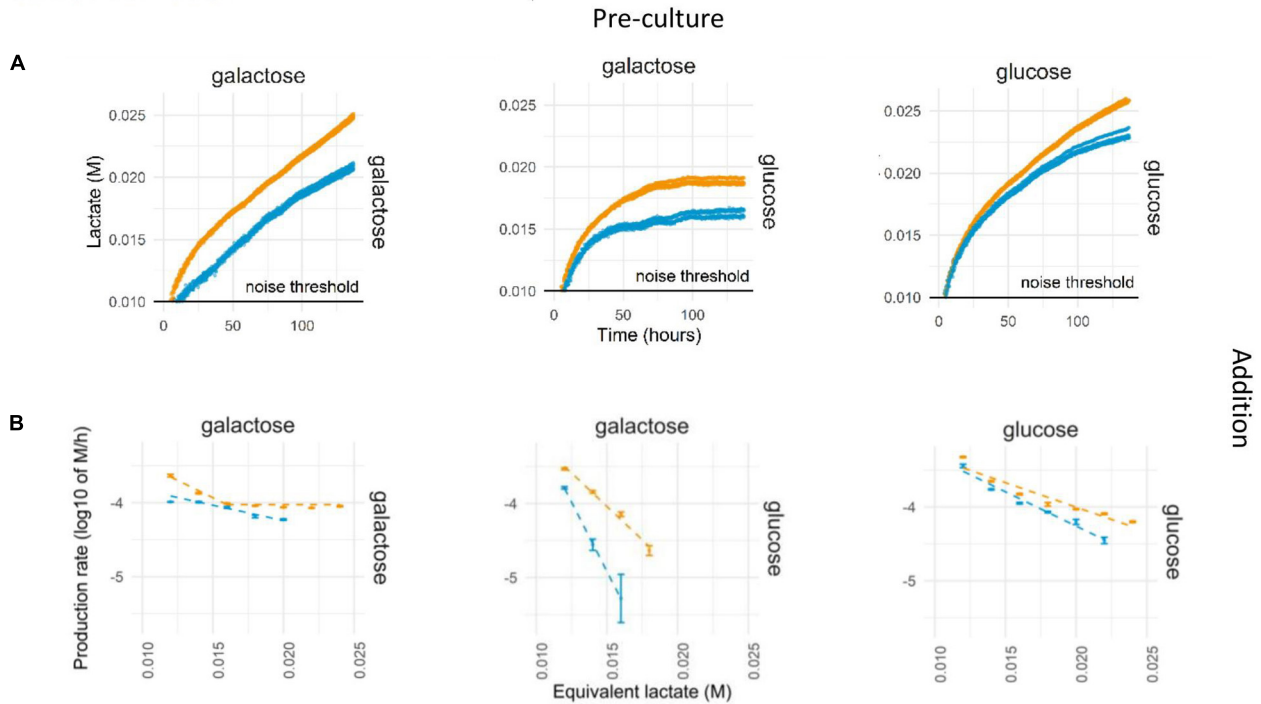 Pre-culture
A
galactose
galactose
glucose
0.025
0.020
0.015
0.010
Lactate (M)
noise threshold
0 50 100
galactose
0.025
0.020
0.015
0.010
noise threshold
0 50 100
Time (hours)
glucose
0.025
0.020
0.015
0.010
noise threshold
0 50 100
glucose
Addition
B
galactose
galactose
glucose
Production rate (log10 of M/h)
-4
-5
0.010 0.015 0.020 0.025
galactose
-4
-5
0.010 0.015 0.020 0.025
Equivalent lactate (M)
glucose
-4
-5
0.010 0.015 0.020 0.025
glucose